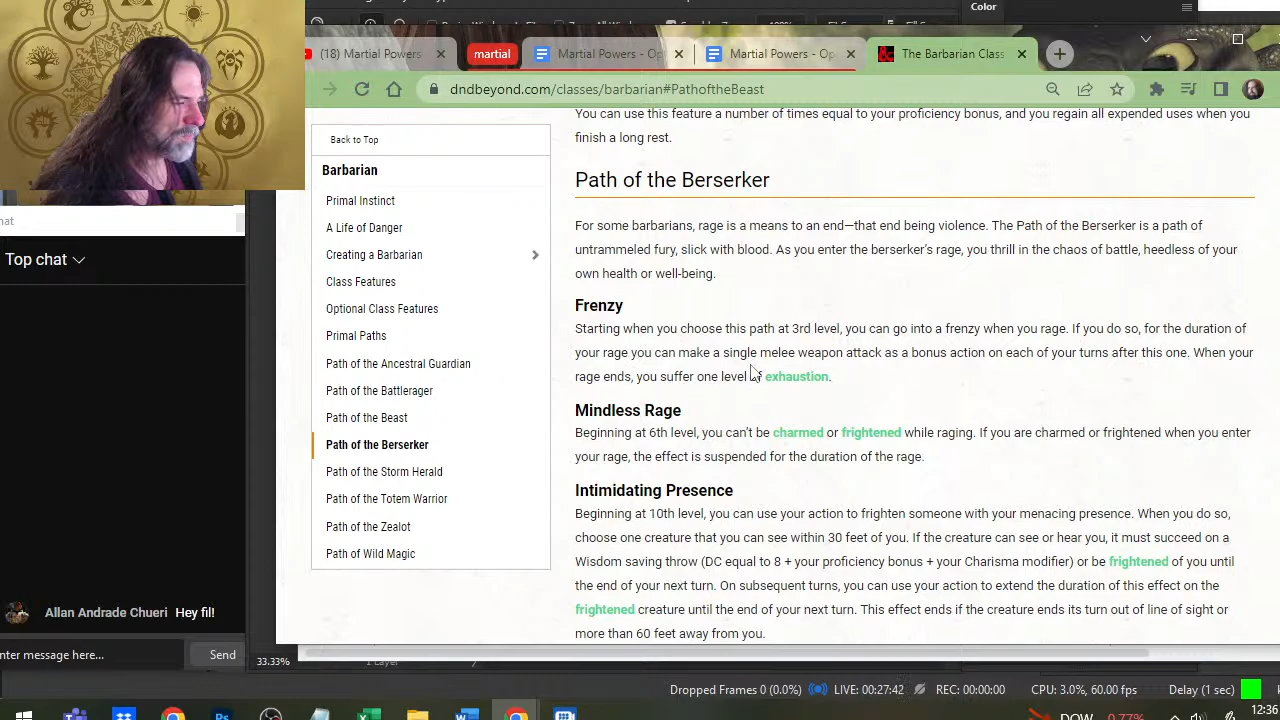 Color
(18) Martial Powers
martial
Martial Powers - Op
Martial Powers - Op
The Barbarian Class
dndbeyond.com/classes/barbarian#PathoftheBeast
You can use this feature a number of times equal to your proficiency bonus, and you regain all expended uses when you
finish a long rest.
Back to Top
Barbarian
Primal Instinct
A Life of Danger
Creating a Barbarian
Class Features
Optional Class Features
Primal Paths
Path of the Ancestral Guardian
Path of the Battlerager
Path of the Beast
Path of the Berserker
Path of the Storm Herald
Path of the Totem Warrior
Path of the Zealot
Path of Wild Magic
Path of the Berserker
For some barbarians, rage is a means to an end—that end being violence. The Path of the Berserker is a path of
untrammeled fury, slick with blood. As you enter the berserker's rage, you thrill in the chaos of battle, heedless of your
own health or well-being.
Frenzy
Starting when you choose this path at 3rd level, you can go into a frenzy when you rage. If you do so, for the duration of
your rage you can make a single melee weapon attack as a bonus action on each of your turns after this one. When your
rage ends, you suffer one level exhaustion.
Mindless Rage
Beginning at 6th level, you can't be charmed or frightened while raging. If you are charmed or frightened when you enter
your rage, the effect is suspended for the duration of the rage.
Intimidating Presence
Beginning at 10th level, you can use your action to frighten someone with your menacing presence. When you do so,
choose one creature that you can see within 30 feet of you. If the creature can see or hear you, it must succeed on a
Wisdom saving throw (DC equal to 8 + your proficiency bonus + your Charisma modifier) or be frightened of you until
the end of your next turn. On subsequent turns, you can use your action to extend the duration of this effect on the
frightened creature until the end of your next turn. This effect ends if the creature ends its turn out of line of sight or
more than 60 feet away from you.
Top chat
Allan Andrade Chueri Hey fil!
nter message here...
Send
33.33%
1 Layer
Dropped Frames 0 (0.0%)
LIVE: 00:27:42
REC: 00:00:00
CPU: 3.0%, 60.00 fps
Delay (1 sec)
DOW
0.77%
12:36